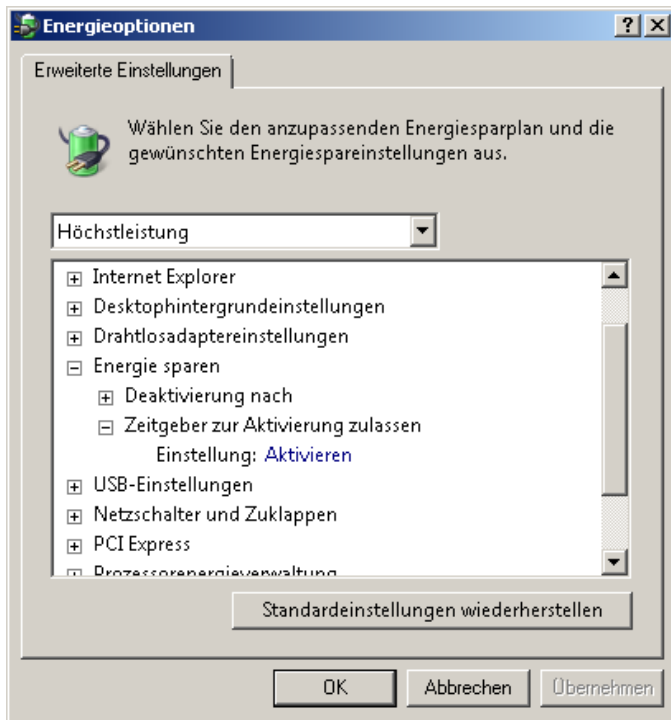 Energieoptionen
Erweiterte Einstellungen
Wählen Sie den anzupassenden Energiesparplan und die
gewünschten Energiespareinstellungen aus.
Höchstleistung
Internet Explorer
Desktophintergrundeinstellungen
Drahtlosadaptereinstellungen
Energie sparen
Deaktivierung nach
Zeitgeber zur Aktivierung zulassen
Einstellung: Aktivieren
USB-Einstellungen
Netzschalter und Zuklappen
PCI Express
Prozessorenergieverwaltung
Standardeinstellungen wiederherstellen
OK Abbrechen Übernehmen